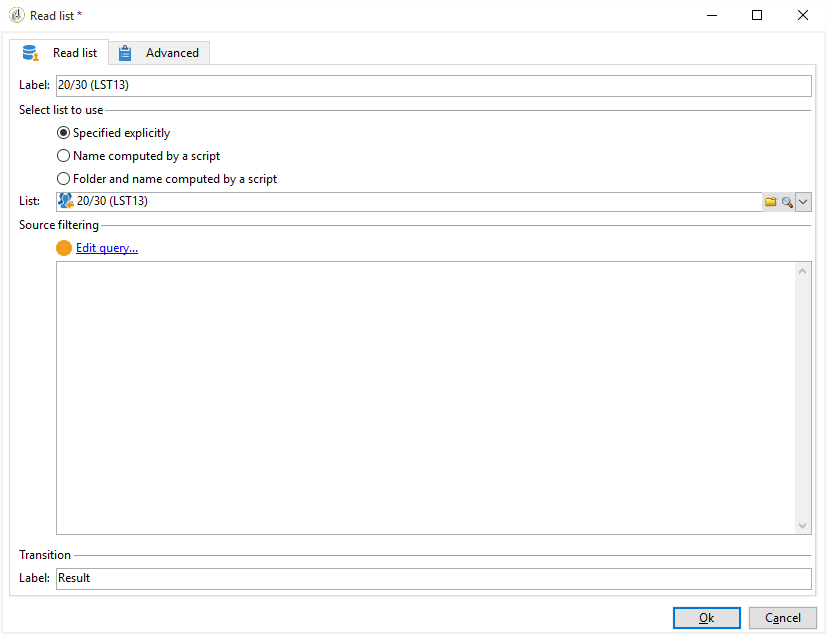 Read list *
Read list
Advanced
Label: 20/30 (LST13)
Select list to use
Specified explicitly
Name computed by a script
Folder and name computed by a script
List: 20/30 (LST13)
Source filtering
Edit query...
Transition
Label: Result
Ok
Cancel